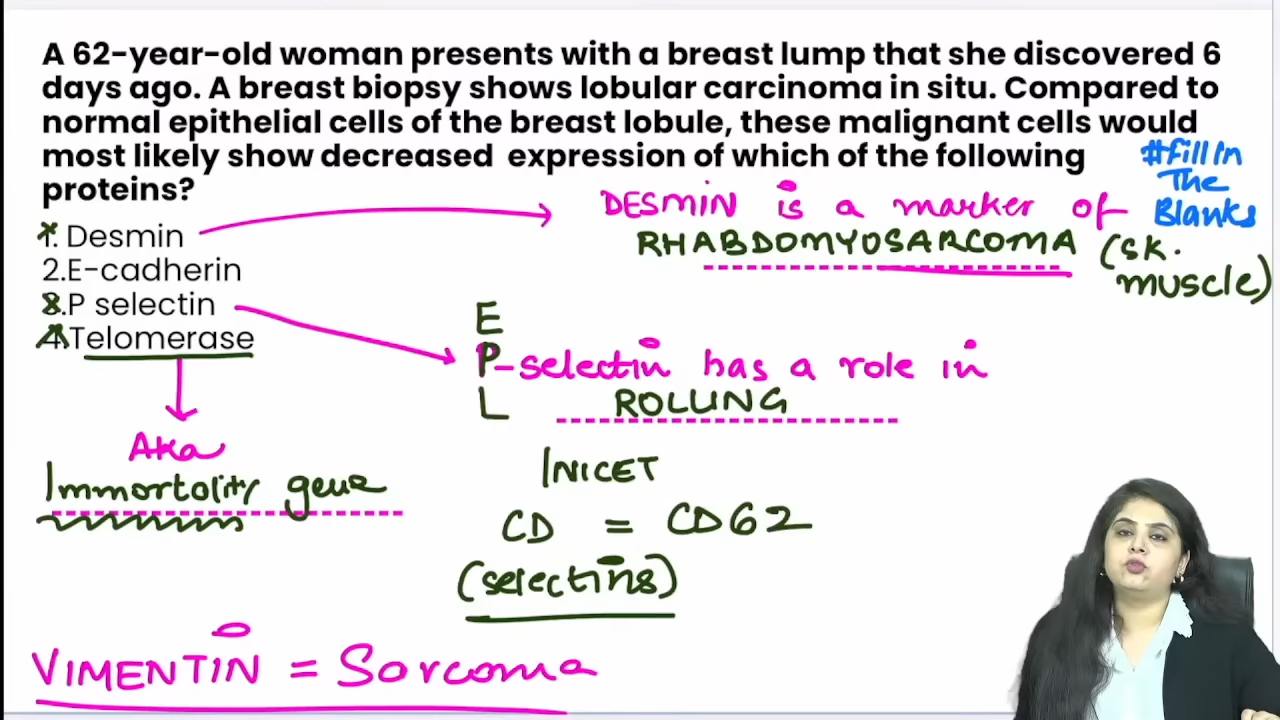 A 62-year-old woman presents with a breast lump that she discovered 6
days ago. A breast biopsy shows lobular carcinoma in situ. Compared to
normal epithelial cells of the breast lobule, these malignant cells would
most likely show decreased expression of which of the following
proteins?
#Fill In
The
Blanks
1. Desmin
2.E-cadherin
3.P selectin
4.Telomerase
DESMIN is a marker of
RHABDOMYOSARCOMA (SK.
muscle)
E
P-selectin has a role in
L ROLLING
Aka
Immortolity gene
INICET
CD = CD62
(selectins)
VIMENTIN = Sarcoma